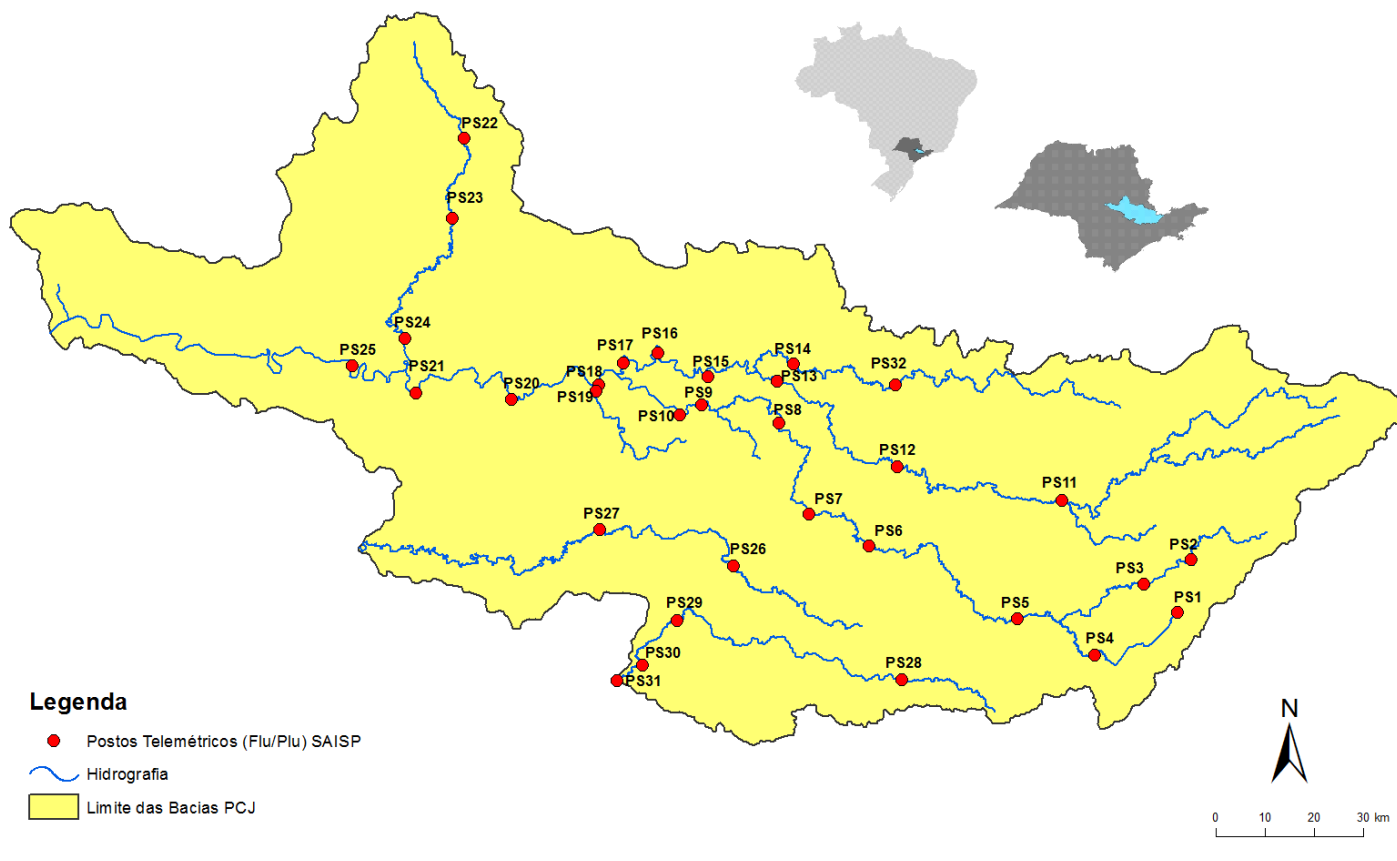 PS22
PS23
PS24
PS25
PS21
PS20
PS18
PS19
PS17
PS16
PS15
PS14
PS13
PS32
PS9
PS10
PS8
PS12
PS11
PS7
PS6
PS27
PS26
PS2
PS3
PS1
PS5
PS4
PS29
PS30
PS31
PS28
Legenda
Postos Telemétricos (Flu/Plu) SAISP
Hidrografia
Limite das Bacias PCJ
N
0 10 20 30 km